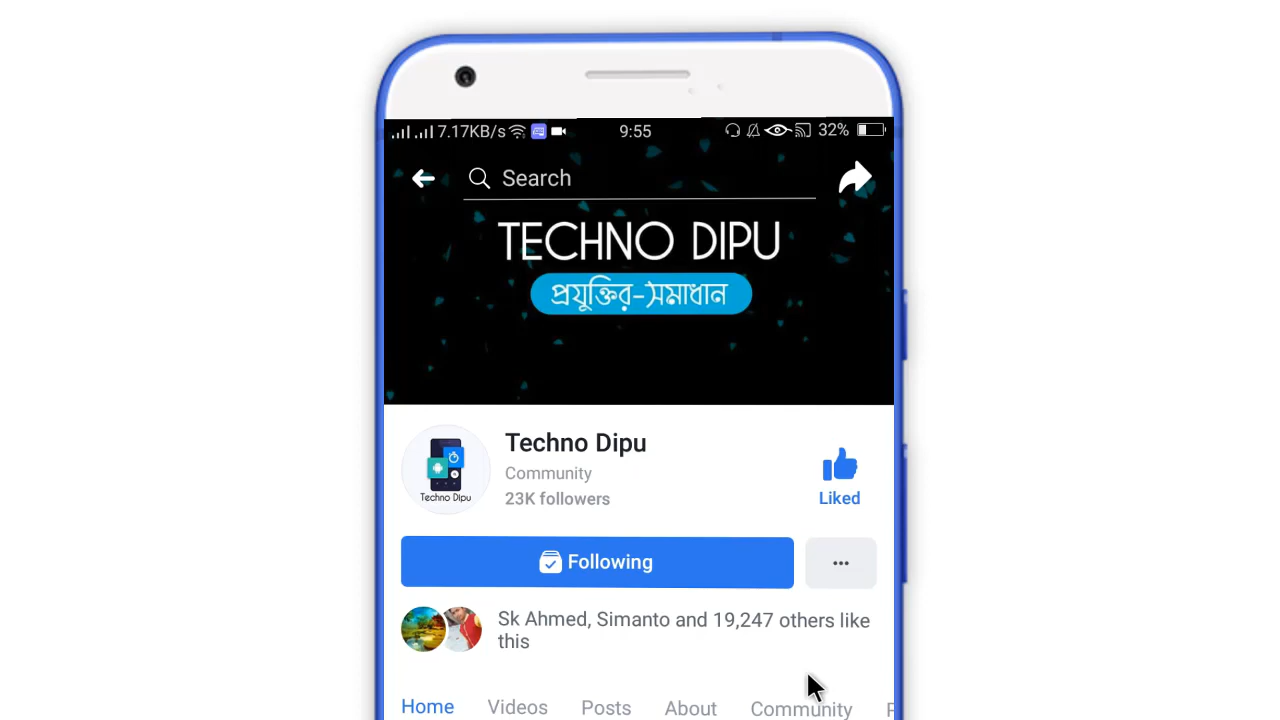 7.17KB/s 9:55 32%
Search
TECHNO DIPU
প্রযুক্তির-সমাধান
Techno Dipu
Community
23K followers
Techno Dipu
Liked
Following
Sk Ahmed, Simanto and 19,247 others like
this
Home Videos Posts About Community